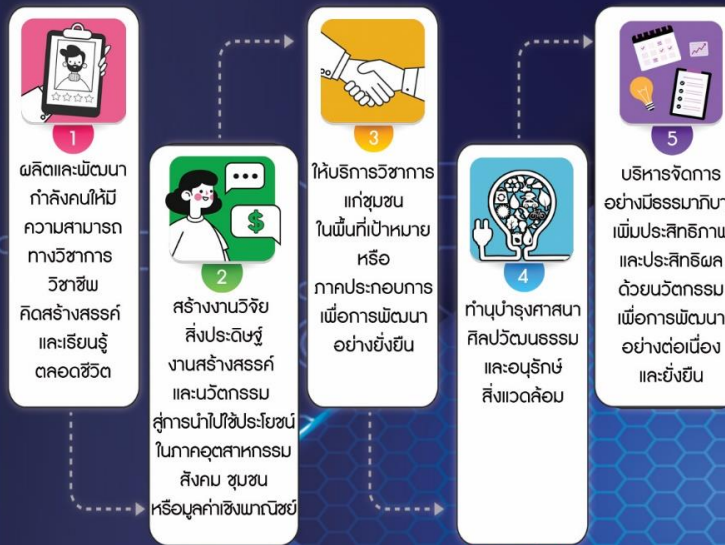 1
ผลิตและพัฒนา
กำลังคนให้มี
ความสามารถ
ทางวิชาการ
วิชาชีพ
คิดสร้างสรรค์
และเรียนรู้
ตลอดชีวิต
$
2
สร้างงานวิจัย
สิ่งประดิษฐ์
งานสร้างสรรค์
และนวัตกรรม
สู่การนำไปใช้ประโยชน์
ในภาคอุตสาหกรรม
สังคม ชุมชน
หรือมูลค่าเชิงพาณิชย์
3
ให้บริการวิชาการ
แก่ชุมชน
ในพื้นที่เป้าหมาย
หรือ
ภาคประกอบการ
เพื่อการพัฒนา
อย่างยั่งยืน
4
ทำนุบำรุงศาสนา
ศิลปวัฒนธรรม
และอนุรักษ์
สิ่งแวดล้อม
5
บริหารจัดการ
อย่างมีธรรมาภิบา
เพิ่มประสิทธิภาพ
และประสิทธิผล
ด้วยนวัตกรรม
เพื่อการพัฒนา
อย่างต่อเนื่อง
และยั่งยืน